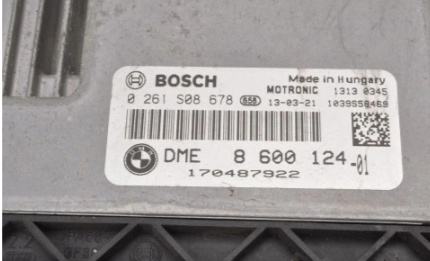 BOSCH
Made in Hungary
MOTRONIC 1313 0345
0 261 S08 678 658 13-03-21 1039S58469
DME 8 600 124-01
170487922